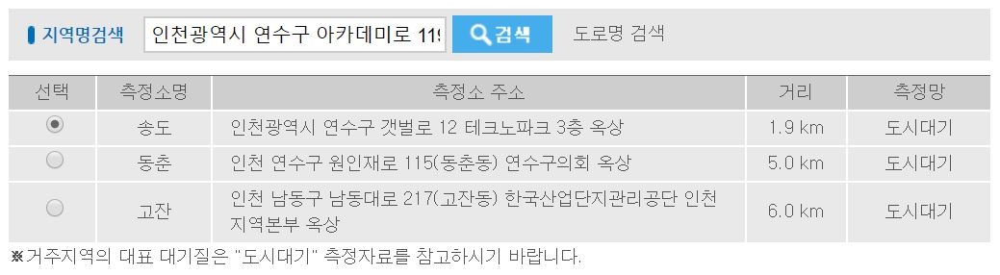 지역명검색 인천광역시 연수구 아카데미로 119 검색 도로명 검색
선택 측정소명 측정소 주소 거리 측정망
송도 인천광역시 연수구 갯벌로 12 테크노파크 3층 옥상 1.9 km 도시대기
동춘 인천 연수구 원인재로 115(동춘동) 연수구의회 옥상 5.0 km 도시대기
고잔 인천 남동구 남동대로 217(고잔동) 한국산업단지관리공단 인천 6.0 km 도시대기
지역본부 옥상
※거주지역의 대표 대기질은 "도시대기" 측정자료를 참고하시기 바랍니다.